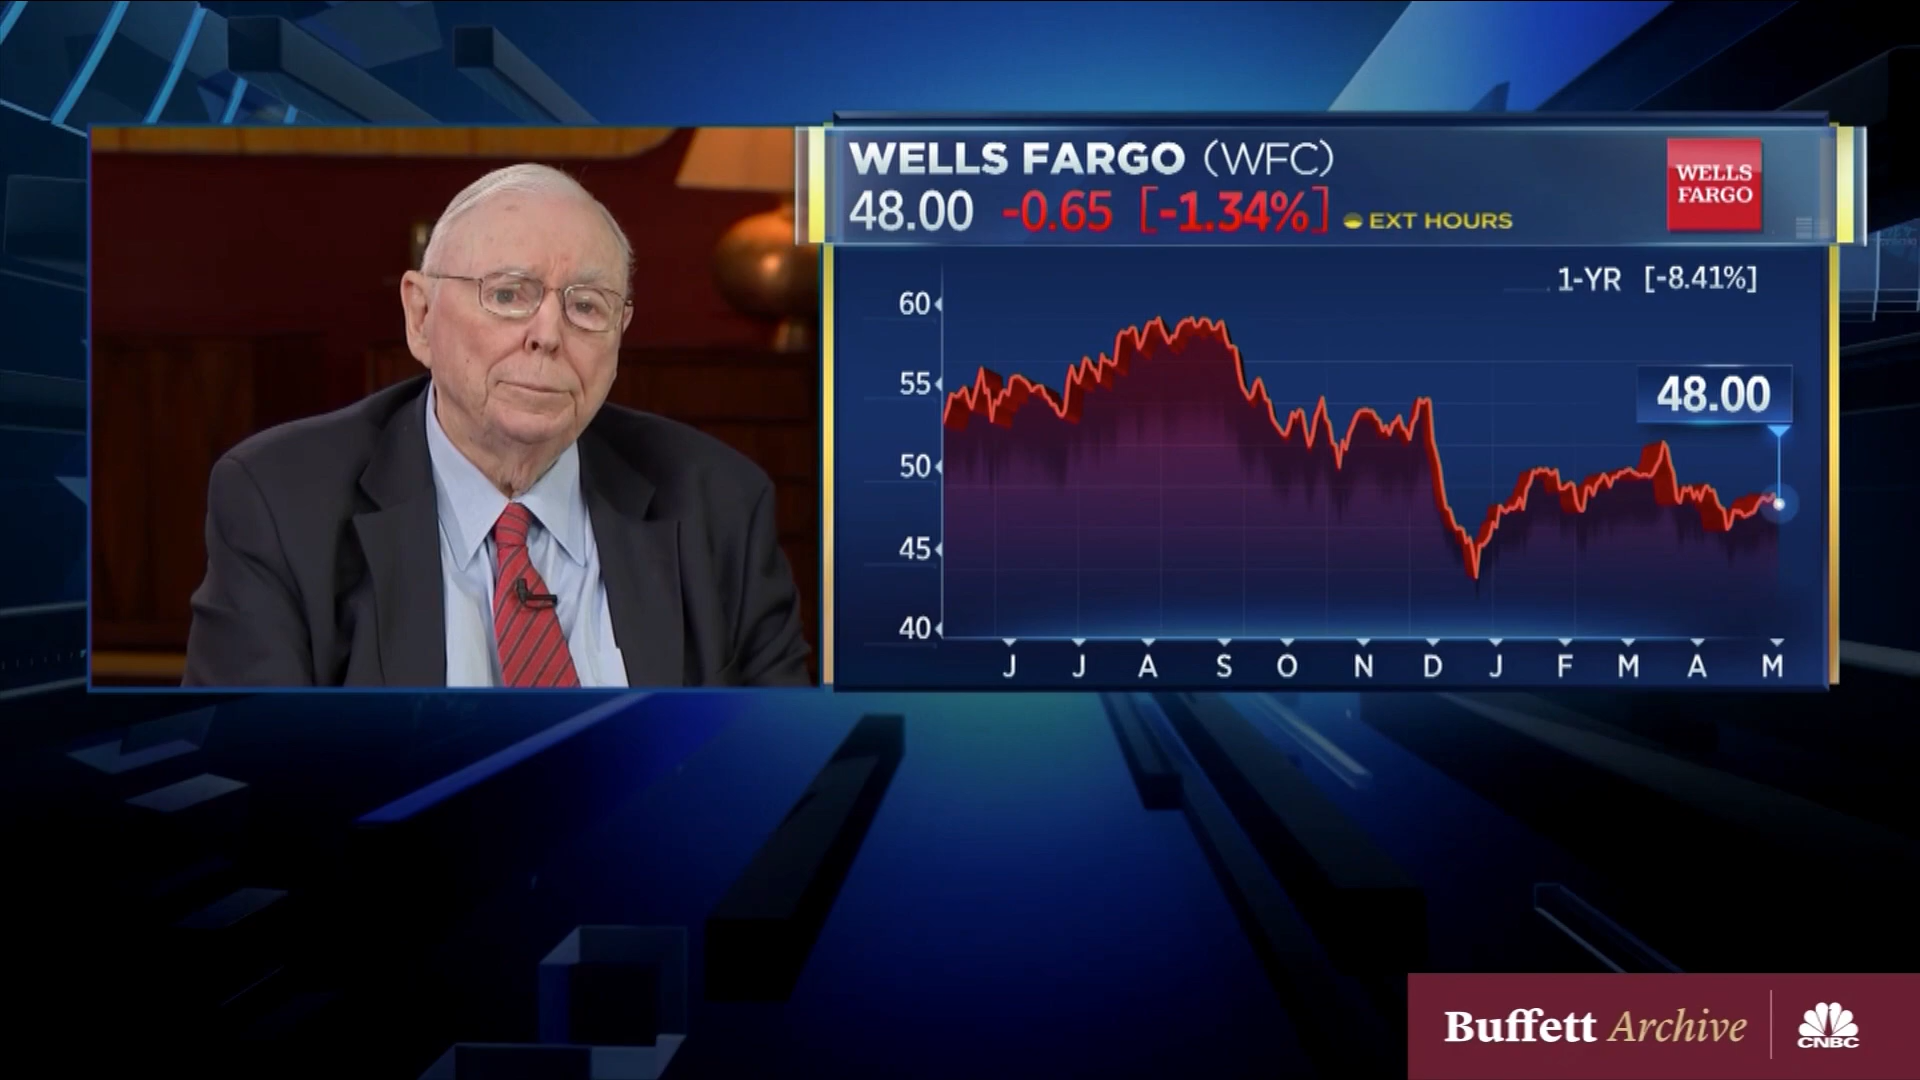 WELLS FARGO (WFC)
48.00 -0.65 [-1.34%] EXT HOURS
WELLS
FARGO
1-YR [-8.41%]
60
55
48.00
50
45
40
J J A S O N D J F M A M
Buffett Archive
CNBC